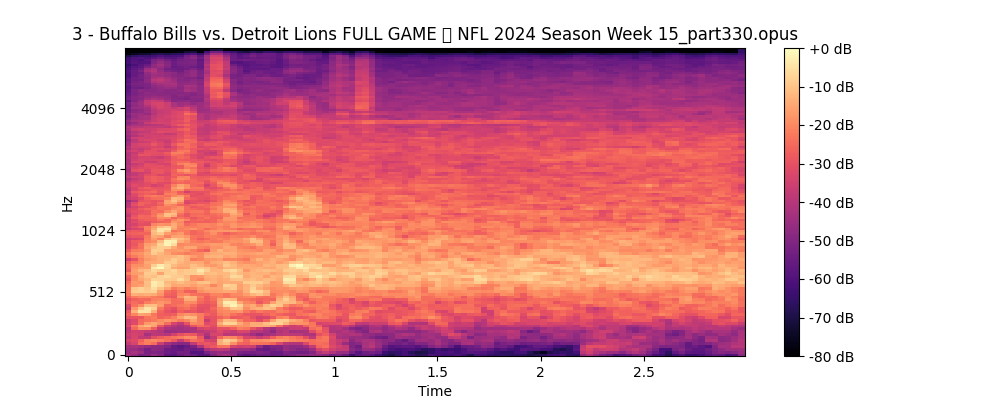 3 - Buffalo Bills vs. Detroit Lions FULL GAME ▯ NFL 2024 Season Week 15_part330.opus
+0 dB
-10 dB
-20 dB
-30 dB
-40 dB
-50 dB
-60 dB
-70 dB
-80 dB
4096
2048
1024
512
0
Hz
0
0.5
1
1.5
2
2.5
Time